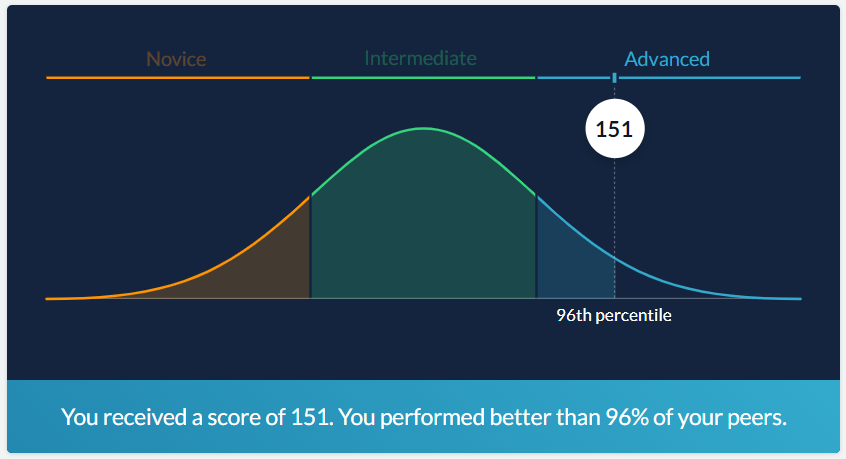 Novice Intermediate Advanced
151
96th percentile
You received a score of 151. You performed better than 96% of your peers.